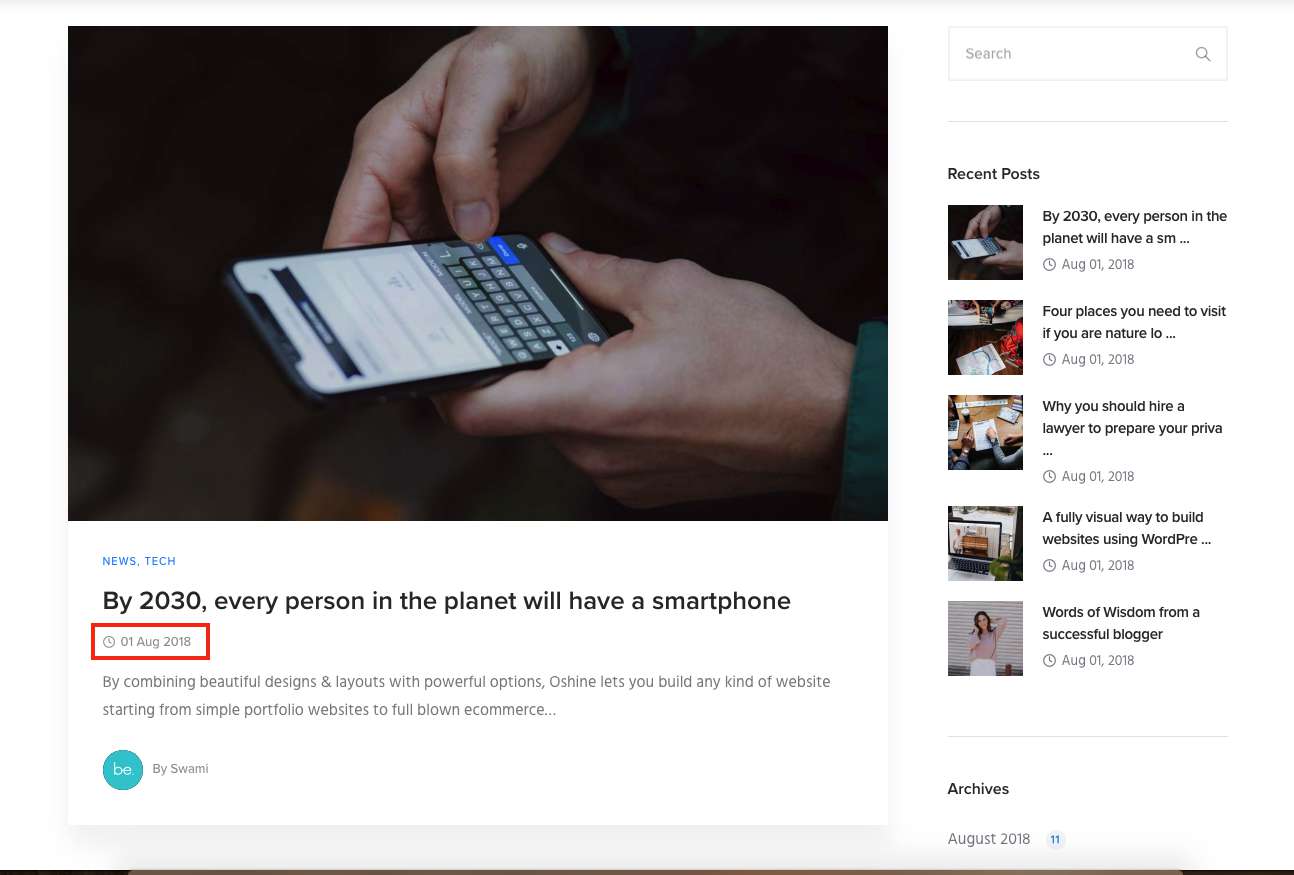 NEWS, TECH
By 2030, every person in the planet will have a smartphone
01 Aug 2018
By combining beautiful designs & layouts with powerful options, Oshine lets you build any kind of website
starting from simple portfolio websites to full blown ecommerce...
be.
By Swami
Search
Recent Posts
By 2030, every person in the
planet will have a sm ...
Aug 01, 2018
Four places you need to visit
if you are nature lo ...
Aug 01, 2018
Why you should hire a
lawyer to prepare your priva
...
Aug 01, 2018
A fully visual way to build
websites using WordPre ...
Aug 01, 2018
Words of Wisdom from a
successful blogger
Aug 01, 2018
Archives
August 2018 11